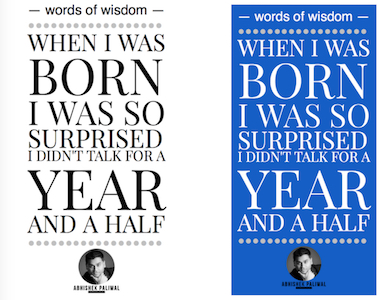 — words of wisdom —
WHEN I WAS
BORN
I WAS SO
SURPRISED
I DIDN'T TALK FOR A
YEAR
AND A HALF
ABHISHEK PALIWAL
— words of wisdom —
WHEN I WAS
BORN
I WAS SO
SURPRISED
I DIDN'T TALK FOR A
YEAR
AND A HALF
ABHISHEK PALIWAL